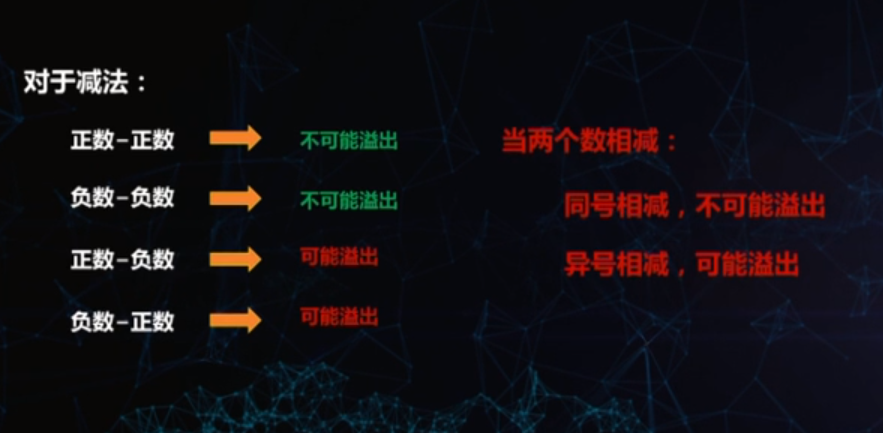 对于减法：
正数-正数
不可能溢出
负数-负数
不可能溢出
正数-负数
可能溢出
负数-正数
可能溢出
当两个数相减：
同号相减，不可能溢出
异号相减，可能溢出